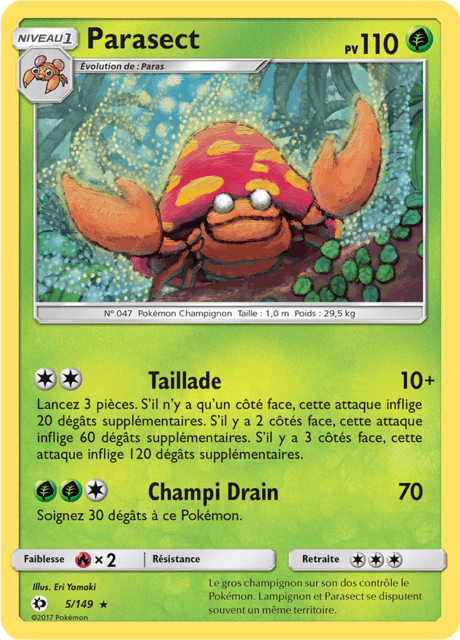 NIVEAU 1
Parasect
PV 110
Évolution de : Paras
N° 047 Pokémon Champignon Taille : 1,0 m Poids : 29,5 kg
Taillade 10+
Lancez 3 pièces. S'il n'y a qu'un côté face, cette attaque inflige
20 dégâts supplémentaires. S'il y a 2 côtés face, cette attaque
inflige 60 dégâts supplémentaires. S'il y a 3 côtés face, cette
attaque inflige 120 dégâts supplémentaires.
Champi Drain 70
Soignez 30 dégâts à ce Pokémon.
Faiblesse ×2 Résistance Retraite
Illus. Eri Yamaki
5/149 ★
©2017 Pokémon
Le gros champignon sur son dos contrôle le
Pokémon. Lampignon et Parasect se disputent
souvent un même territoire.